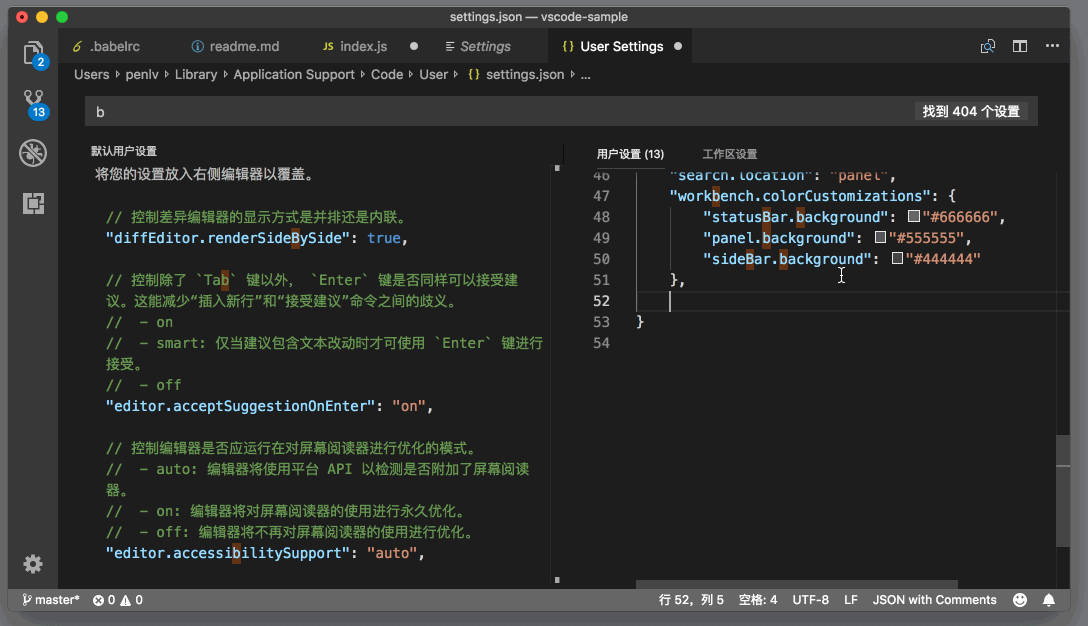 settings.json — vscode-sample
.babelrc
readme.md
JS index.js
Settings
{} User Settings
2
13
Users ▸ penlv ▸ Library ▸ Application Support ▸ Code ▸ User ▸ {} settings.json ▸ ...
b
找到 404 个设置
默认用户设置
将您的设置放入右侧编辑器以覆盖。
// 控制差异编辑器的显示方式是并排还是内联。
"diffEditor.renderSideBySide": true,
// 控制除了 `Tab` 键以外， `Enter` 键是否同样可以接受建
议。这能减少“插入新行”和“接受建议”命令之间的歧义。
//  - on
//  - smart: 仅当建议包含文本改动时才可使用 `Enter` 键进行
接受。
//  - off
"editor.acceptSuggestionOnEnter": "on",
// 控制编辑器是否应运行在对屏幕阅读器进行优化的模式。
//  - auto: 编辑器将使用平台 API 以检测是否附加了屏幕阅读
器。
//  - on: 编辑器将对屏幕阅读器的使用进行永久优化。
//  - off: 编辑器将不再对屏幕阅读器的使用进行优化。
"editor.accessibilitySupport": "auto",
用户设置 (13)
工作区设置
46 "search.location": "panel",
47 "workbench.colorCustomizations": {
48 "statusBar.background": "#666666",
49 "panel.background": "#555555",
50 "sideBar.background": "#444444"
51 },
52
53 }
54
master* 0 0
行 52，列 5
空格: 4
UTF-8
LF
JSON with Comments